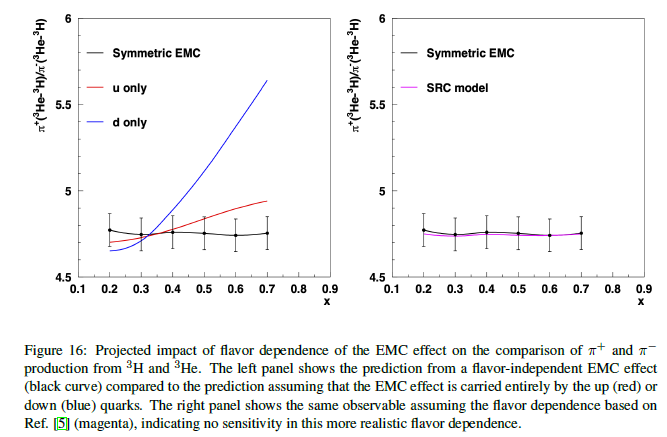 π⁺(³He-³H)/π⁻(³He-³H)
6
5.5
5
4.5
Symmetric EMC
u only
d only
0.1 0.2 0.3 0.4 0.5 0.6 0.7 0.8 0.9
x
π⁺(³He-³H)/π⁻(³He-³H)
6
5.5
5
4.5
Symmetric EMC
SRC model
0.1 0.2 0.3 0.4 0.5 0.6 0.7 0.8 0.9
x
Figure 16: Projected impact of flavor dependence of the EMC effect on the comparison of π⁺ and π⁻
production from ³H and ³He. The left panel shows the prediction from a flavor-independent EMC effect
(black curve) compared to the prediction assuming that the EMC effect is carried entirely by the up (red) or
down (blue) quarks. The right panel shows the same observable assuming the flavor dependence based on
Ref. [5] (magenta), indicating no sensitivity in this more realistic flavor dependence.